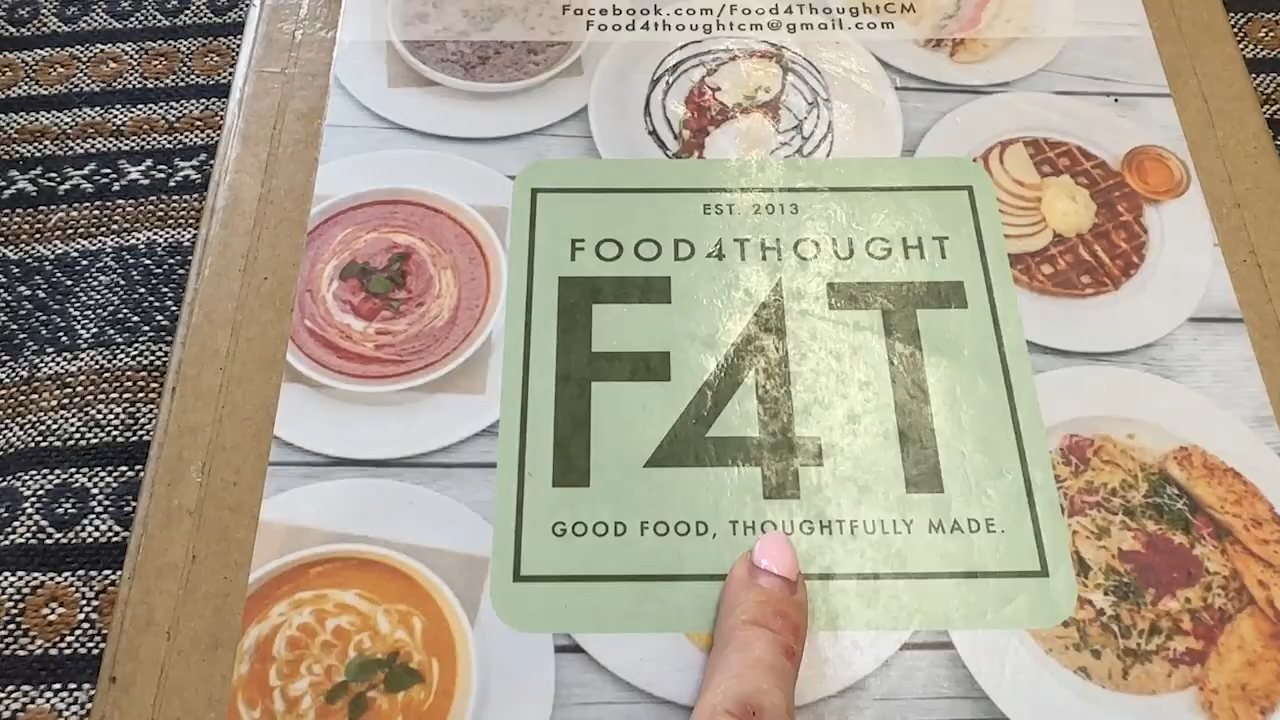 Facebook.com/Food4ThoughtCM
Food4thoughtcm@gmail.com
EST. 2013
FOOD4THOUGHT
F4T
GOOD FOOD, THOUGHTFULLY MADE.